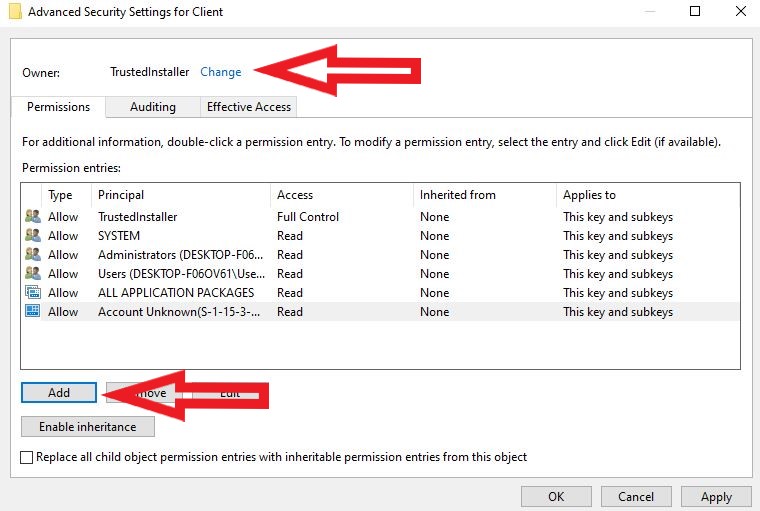 Advanced Security Settings for Client
Owner: TrustedInstaller Change
Permissions Auditing Effective Access
For additional information, double-click a permission entry. To modify a permission entry, select the entry and click Edit (if available).
Permission entries:
Type Principal Access Inherited from Applies to
Allow TrustedInstaller Full Control None This key and subkeys
Allow SYSTEM Read None This key and subkeys
Allow Administrators (DESKTOP-F06... Read None This key and subkeys
Allow Users (DESKTOP-F06OV61\Use... Read None This key and subkeys
Allow ALL APPLICATION PACKAGES Read None This key and subkeys
Allow Account Unknown(S-1-15-3-... Read None This key and subkeys
Add Edit
Enable inheritance
Replace all child object permission entries with inheritable permission entries from this object
OK Cancel Apply